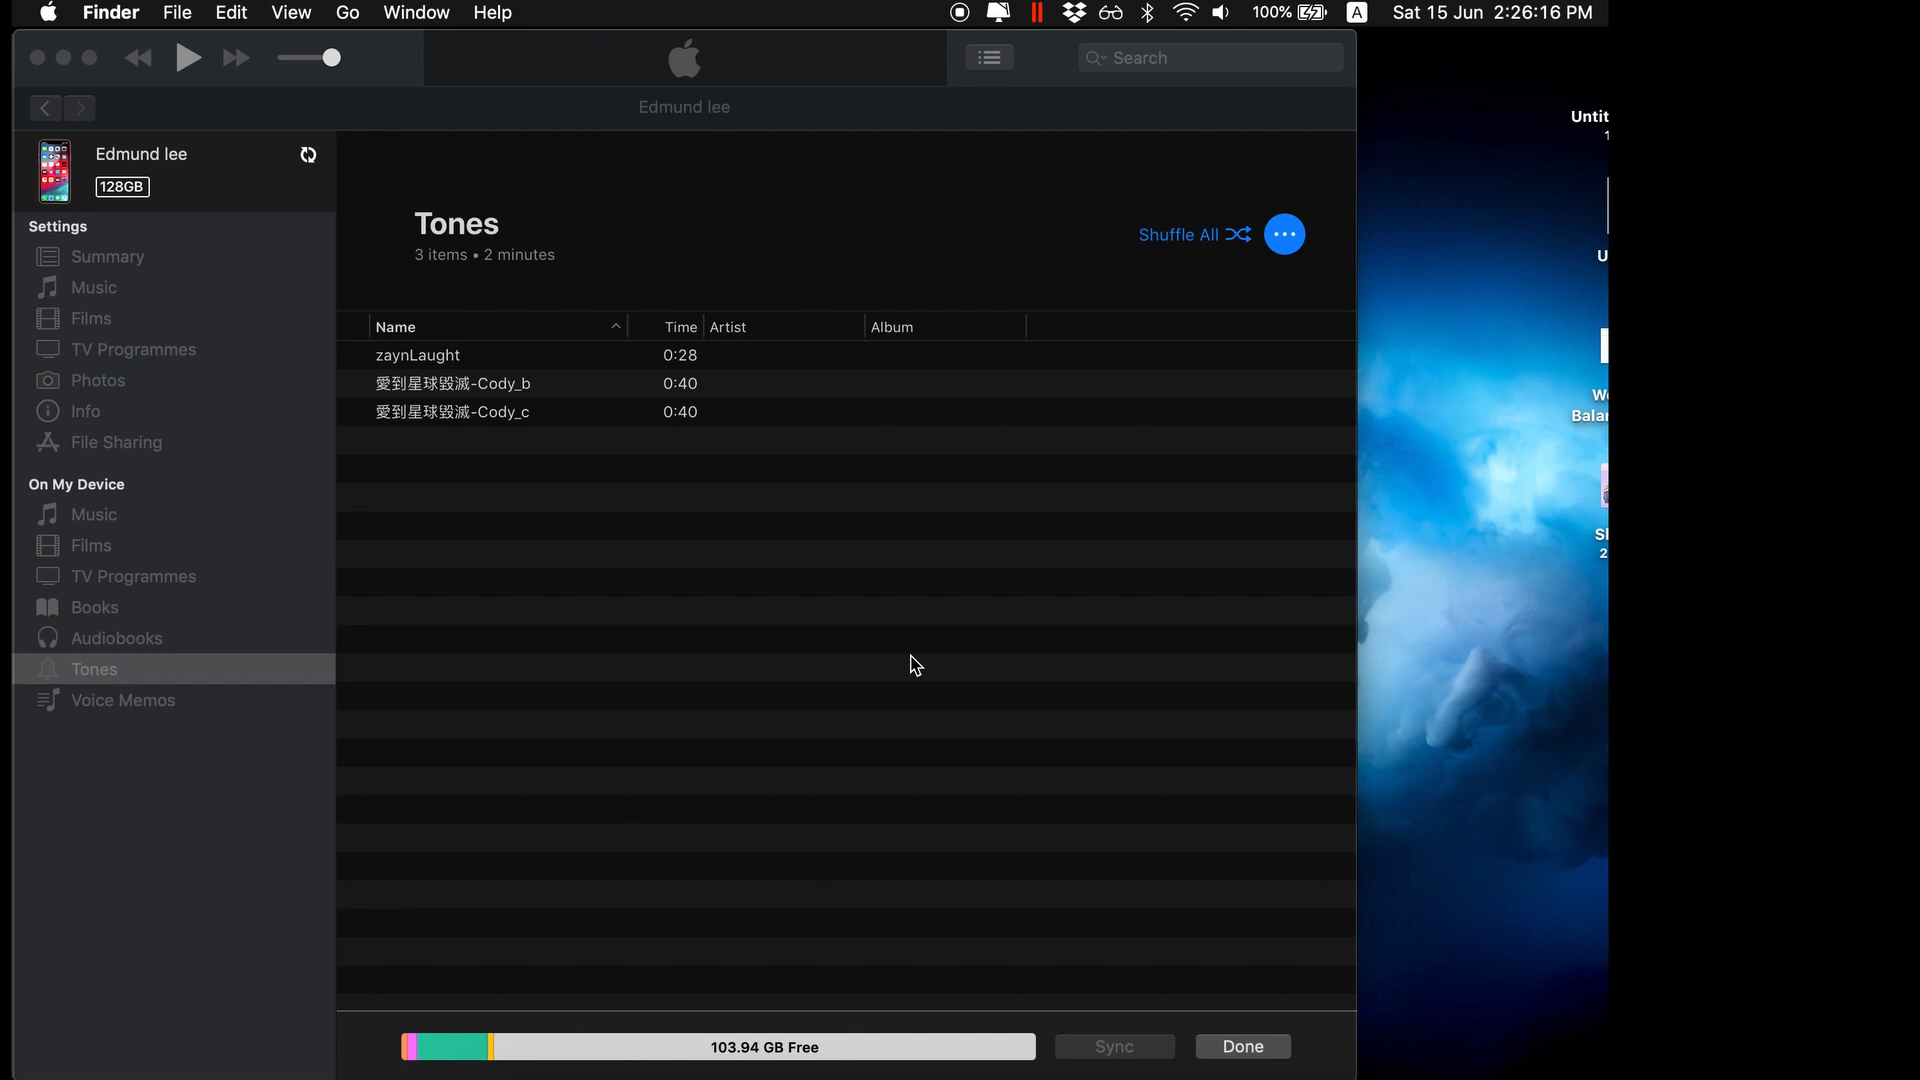 Finder File Edit View Go Window Help 100% A Sat 15 Jun 2:26:16 PM
Search
Edmund lee
Edmund lee
128GB
Settings
Summary
Music
Films
TV Programmes
Photos
Info
File Sharing
On My Device
Music
Films
TV Programmes
Books
Audiobooks
Tones
Voice Memos
Tones
3 items • 2 minutes
Shuffle All
Name Time Artist Album
zaynLaught 0:28
愛到星球毀滅-Cody_b 0:40
愛到星球毀滅-Cody_c 0:40
103.94 GB Free
Sync
Done
Untit
1
U
We
Balar
2